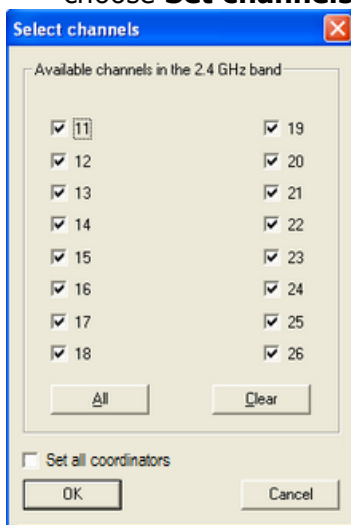 choose Set Channels
Select channels
Available channels in the 2.4 GHz band
11 19
12 20
13 21
14 22
15 23
16 24
17 25
18 26
All Clear
Set all coordinators
OK Cancel